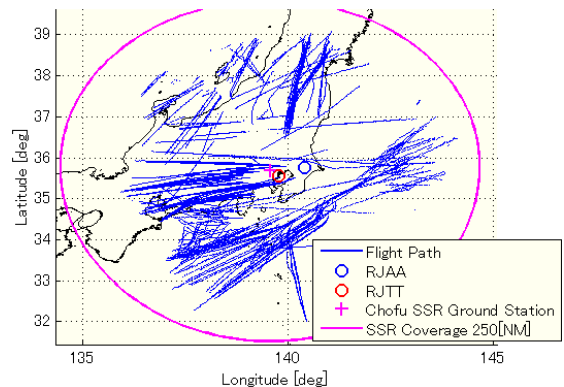 39
38
37
36
35
34
33
32
Latitude [deg]
135
140
145
Longitude [deg]
Flight Path
RJAA
RJTT
Chofu SSR Ground Station
SSR Coverage 250[NM]